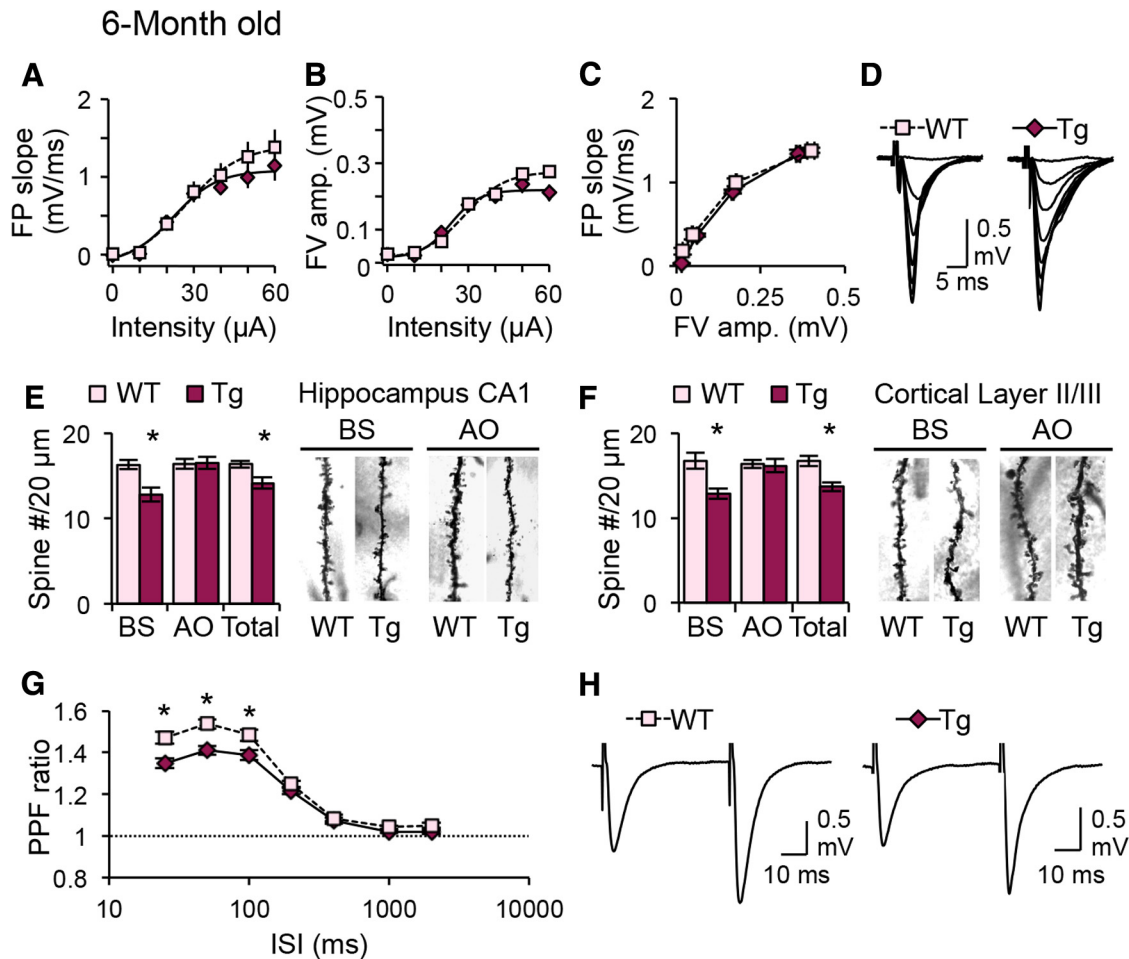 6-Month old
A
B
C
D
FP slope
(mV/ms)
2
1
0
0 30 60
Intensity (µA)
FV amp. (mV)
0.5
0.3
0.1
0
0 30 60
Intensity (µA)
FP slope
(mV/ms)
2
1
0
0 0.25 0.5
FV amp. (mV)
WT Tg
0.5
mV
5 ms
E
WT Tg
Hippocampus CA1
BS AO
Spine #/20 µm
20
10
0
* *
BS AO Total
WT Tg WT Tg
F
WT Tg
Cortical Layer II/III
BS AO
Spine #/20 µm
20
10
0
* *
BS AO Total
WT Tg WT Tg
G
PPF ratio
1.6
1.4
1.2
1
0.8
* * *
10 100 1000 10000
ISI (ms)
H
WT Tg
0.5
mV
10 ms
0.5
mV
10 ms